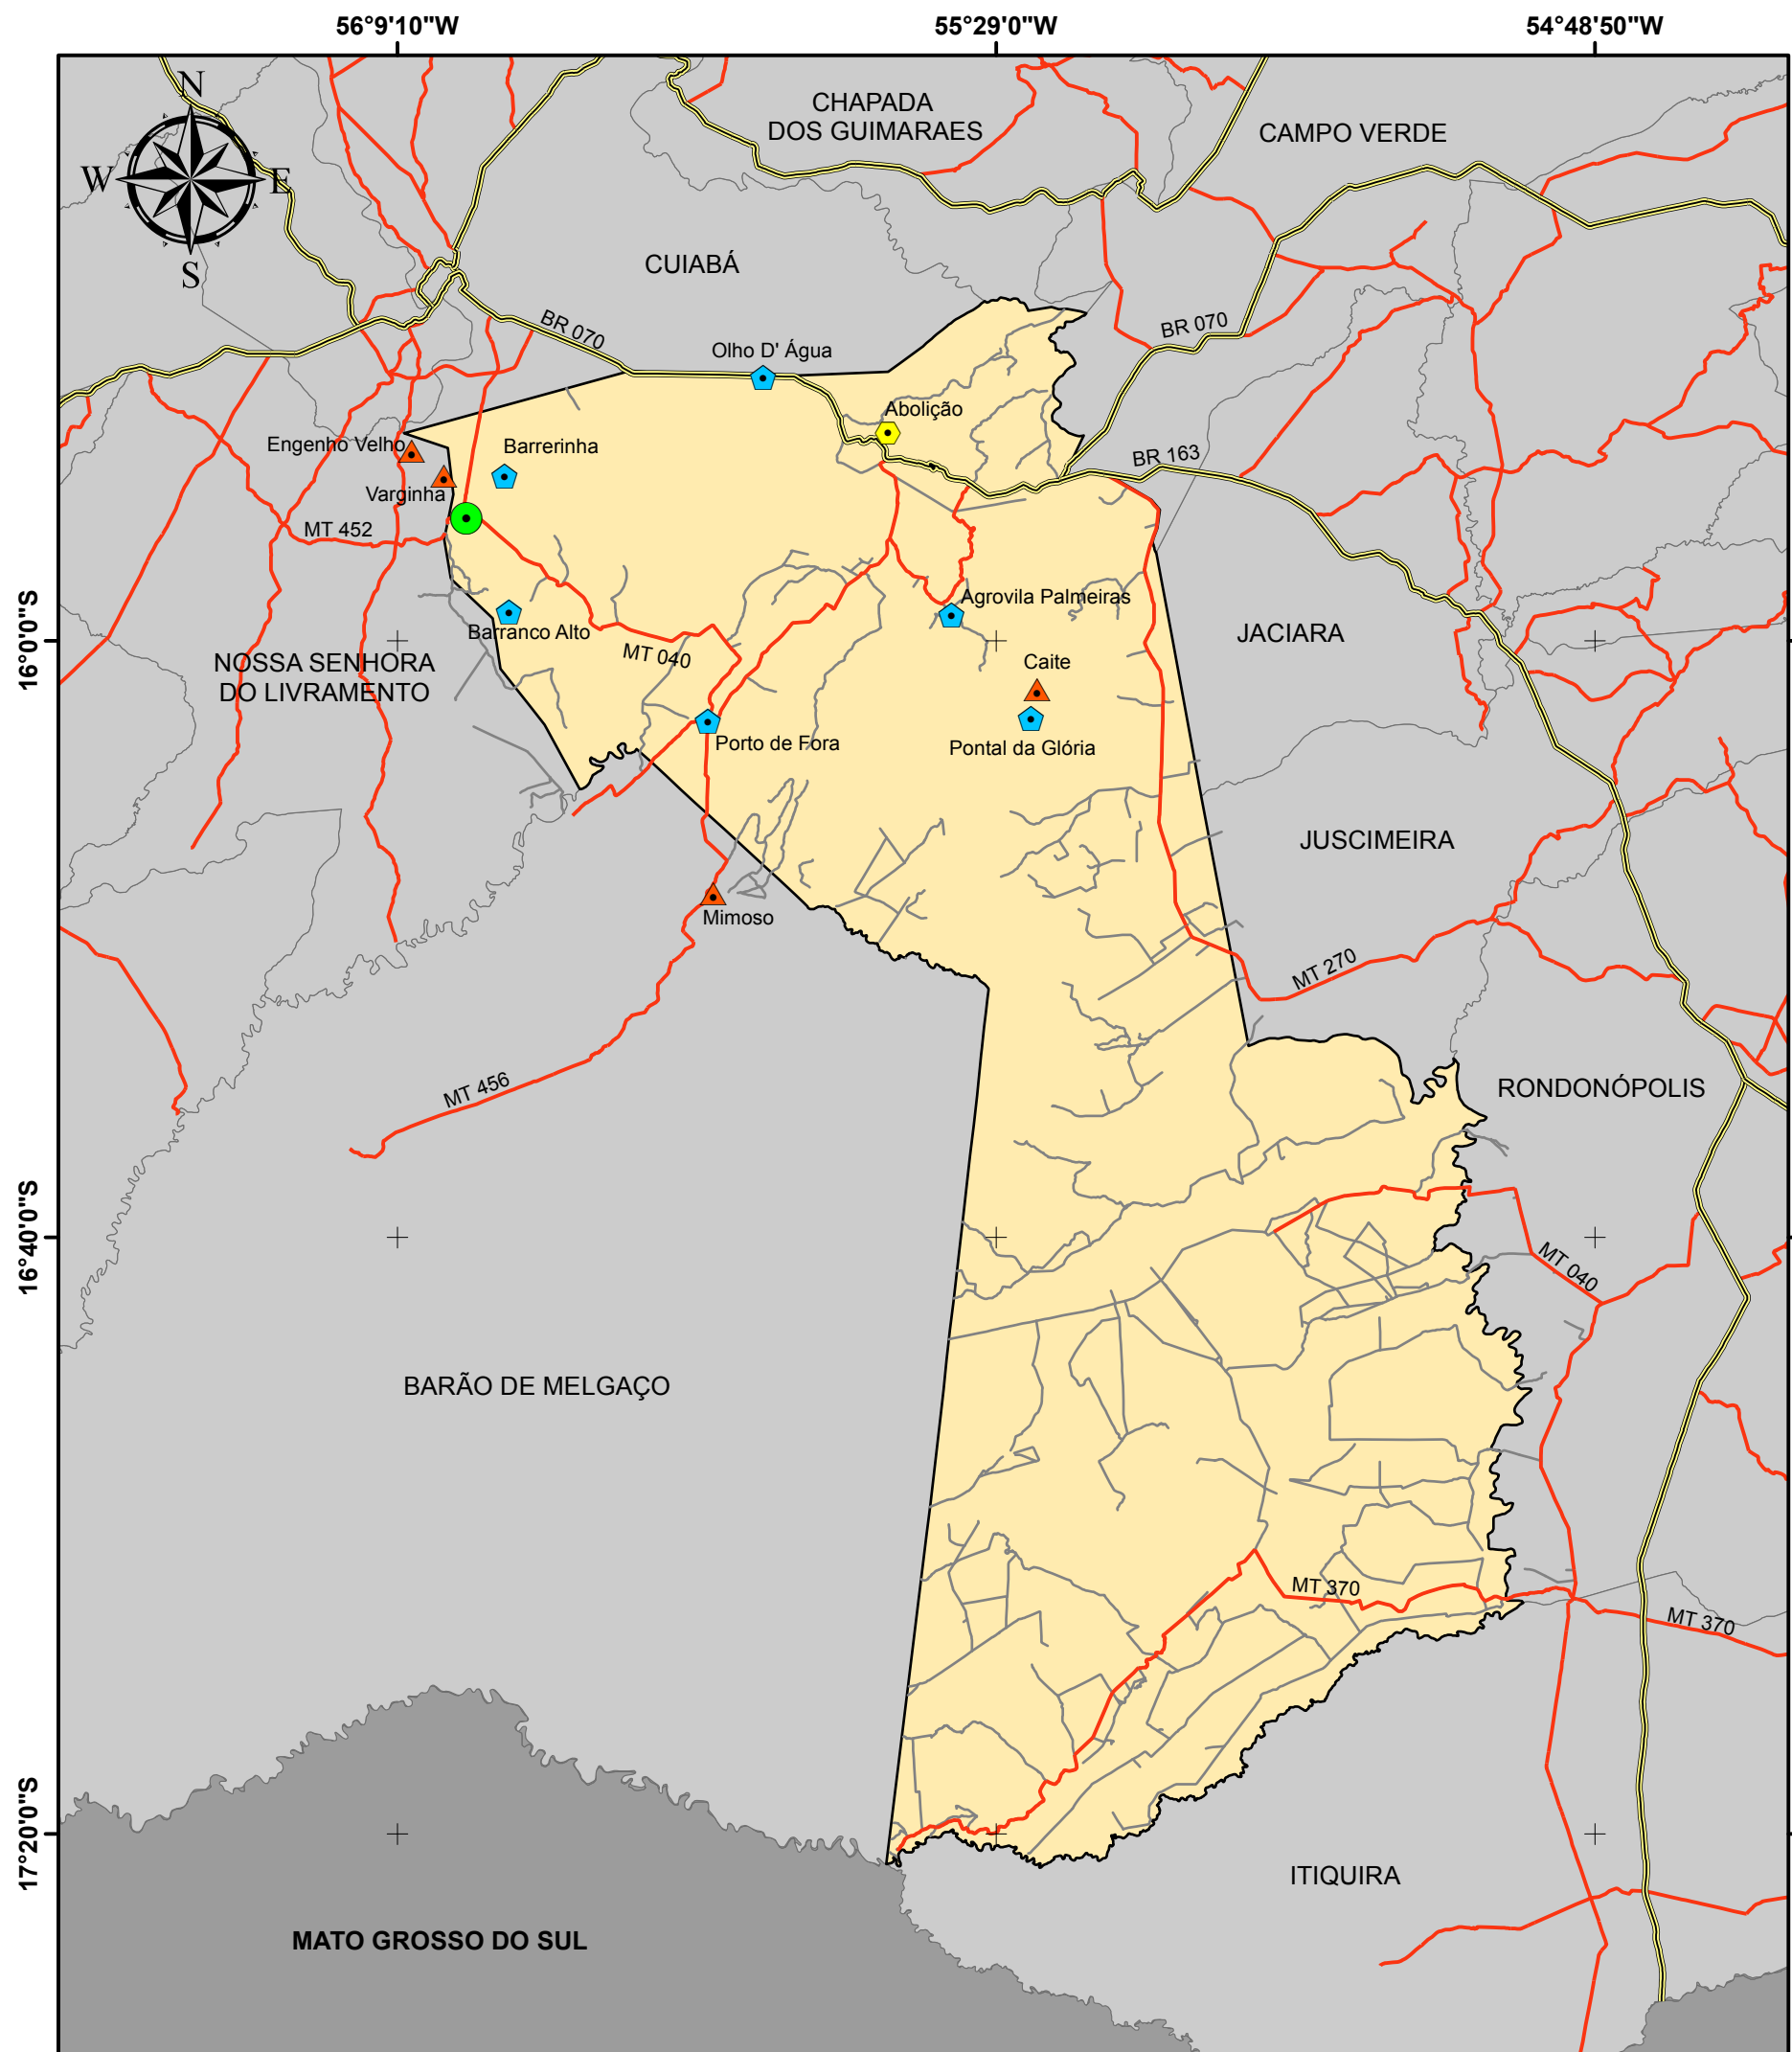 56°9'10"W
55°29'0"W
54°48'50"W
N
W
E
S
CHAPADA
DOS GUIMARAES
CAMPO VERDE
CUIABÁ
BR 070
BR 070
Olho D' Água
Abolição
Engenho Velho
Barrerinha
BR 163
Varginha
MT 452
Agrovila Palmeiras
16°0'0"S
Barranco Alto
JACIARA
MT 040
NOSSA SENHORA
DO LIVRAMENTO
Caite
Porto de Fora
Pontal da Glória
JUSCIMEIRA
Mimoso
MT 270
MT 456
RONDONÓPOLIS
16°40'0"S
MT 040
BARÃO DE MELGAÇO
MT 370
MT 370
17°20'0"S
ITIQUIRA
MATO GROSSO DO SUL